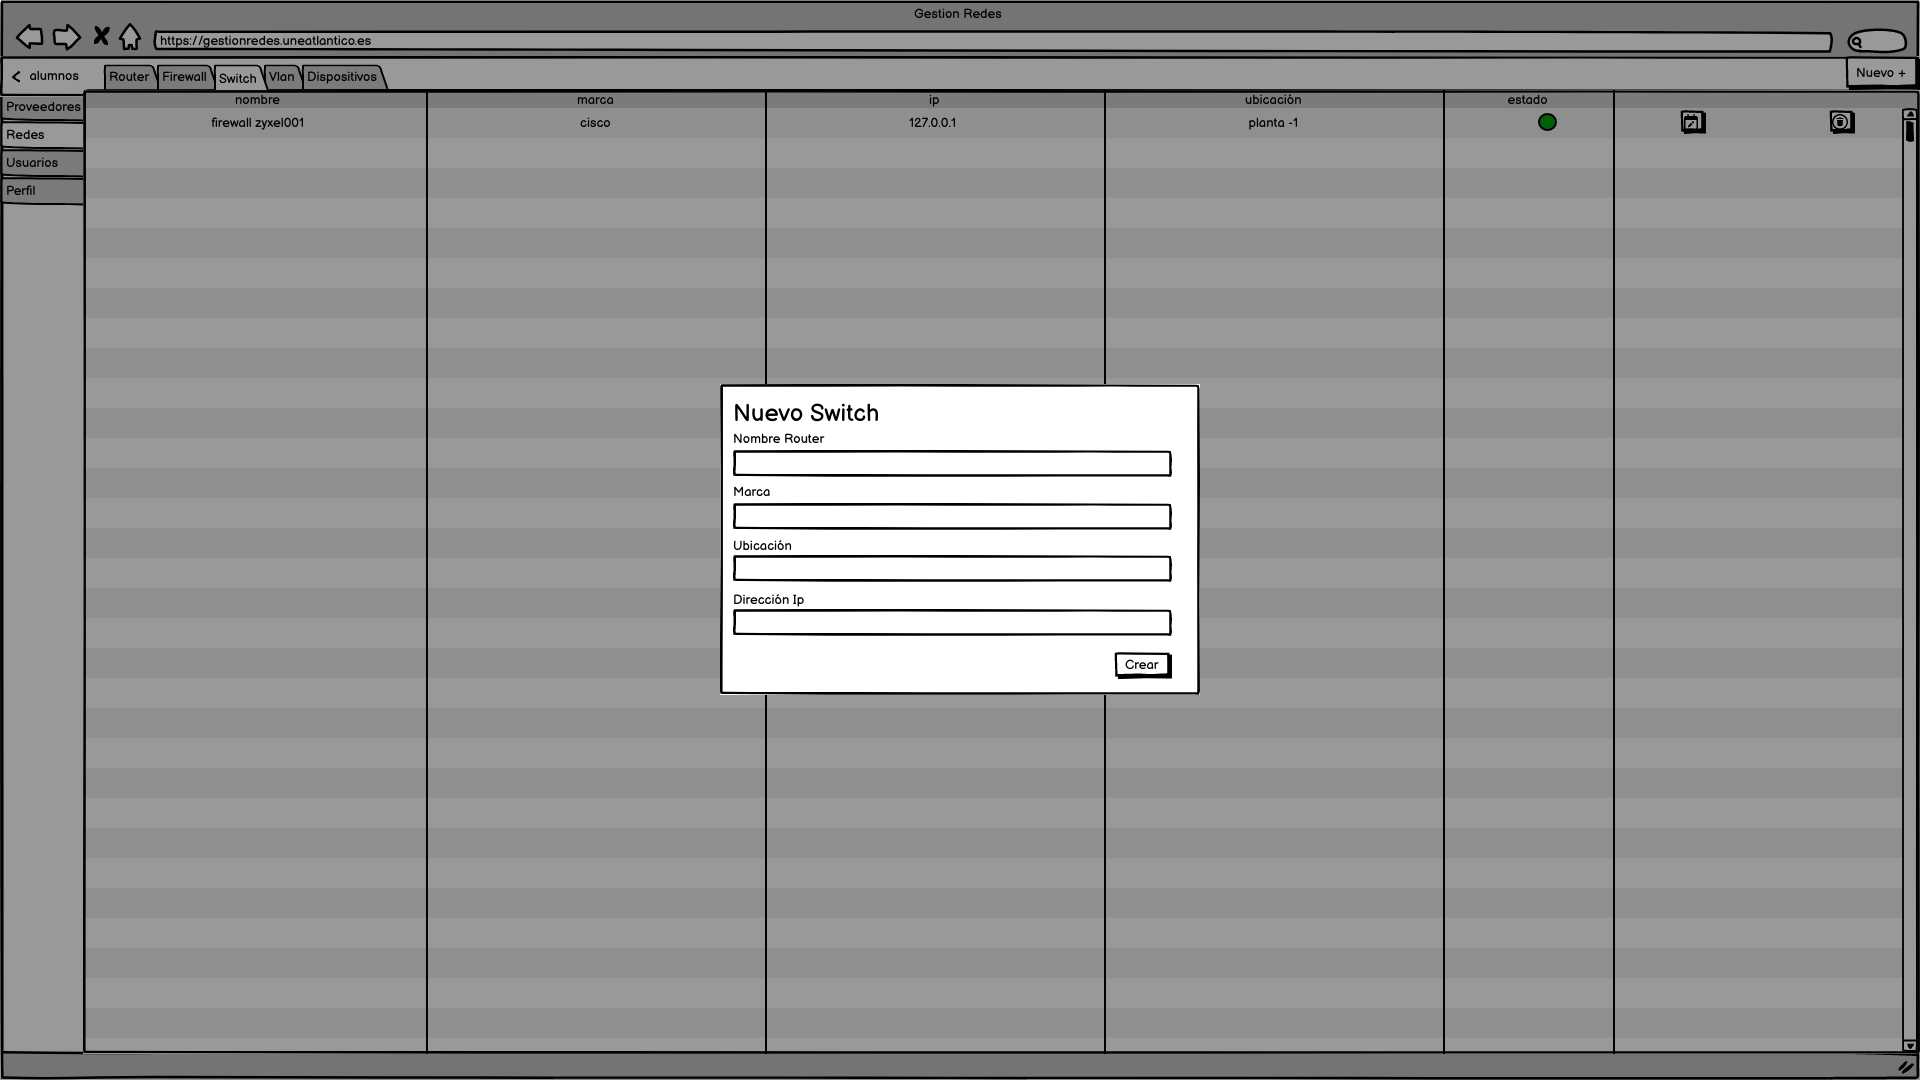 Gestion Redes
https://gestionredes.uneatlantico.es
alumnos
Router Firewall Switch Vlan Dispositivos
Nuevo +
Proveedores
Redes
Usuarios
Perfil
nombre marca ip ubicación estado
firewall zyxel001 cisco 127.0.0.1 planta -1
Nuevo Switch
Nombre Router
Marca
Ubicación
Dirección Ip
Crear